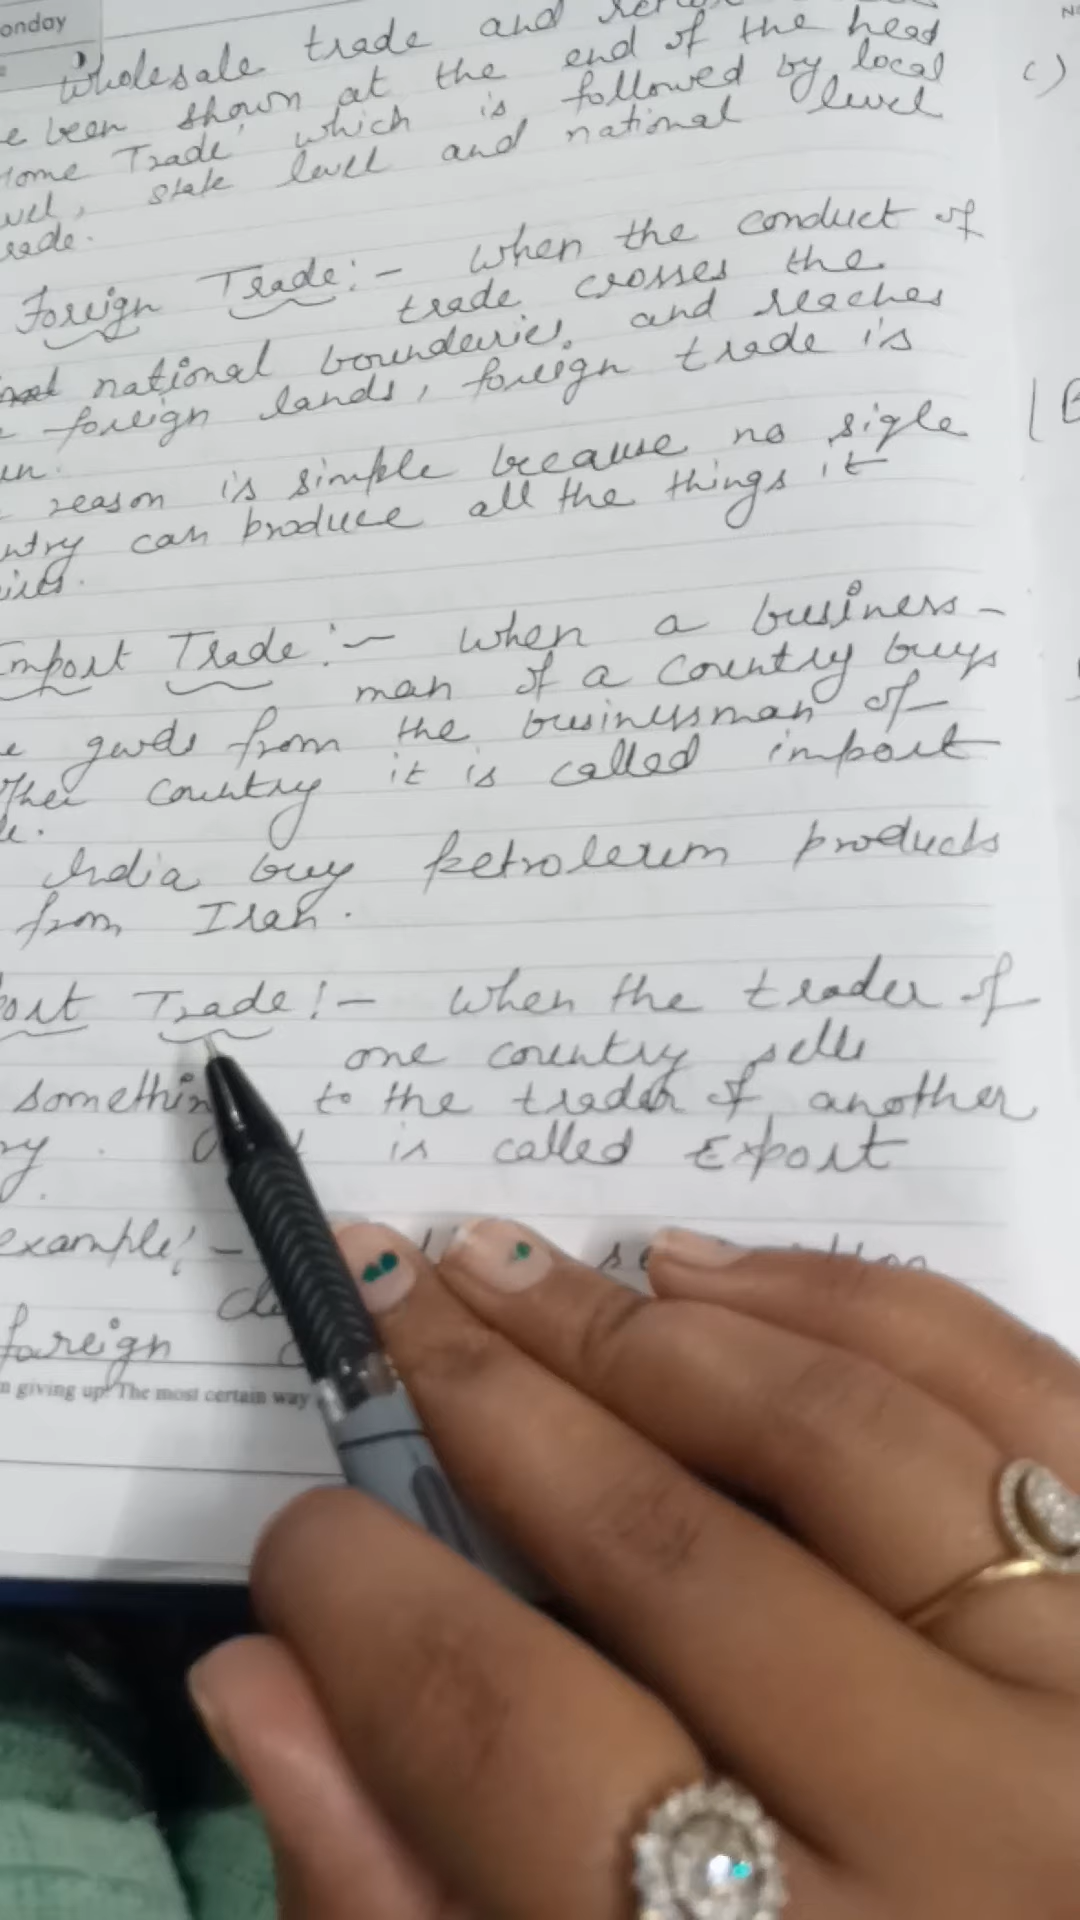 onday
Wholesale trade and
been shown at the end of the head
Home Trade which is followed by local
level, state level and national level
trade.
Foreign Trade:- When the conduct of
trade crosses the
national bounderies, and reaches
foreign lands, foreign trade is
reason is simple because no sigle
country can produce all the things it
Import Trade:- When a business-
man of a country buys
goods from the businessman of
other country it is called import
India buy petroleum products
from Iran.
port Trade:- When the trader of
one country sells
something to the trader of another
is called Export
example:-
foreign
n giving up. The most certain way
c)